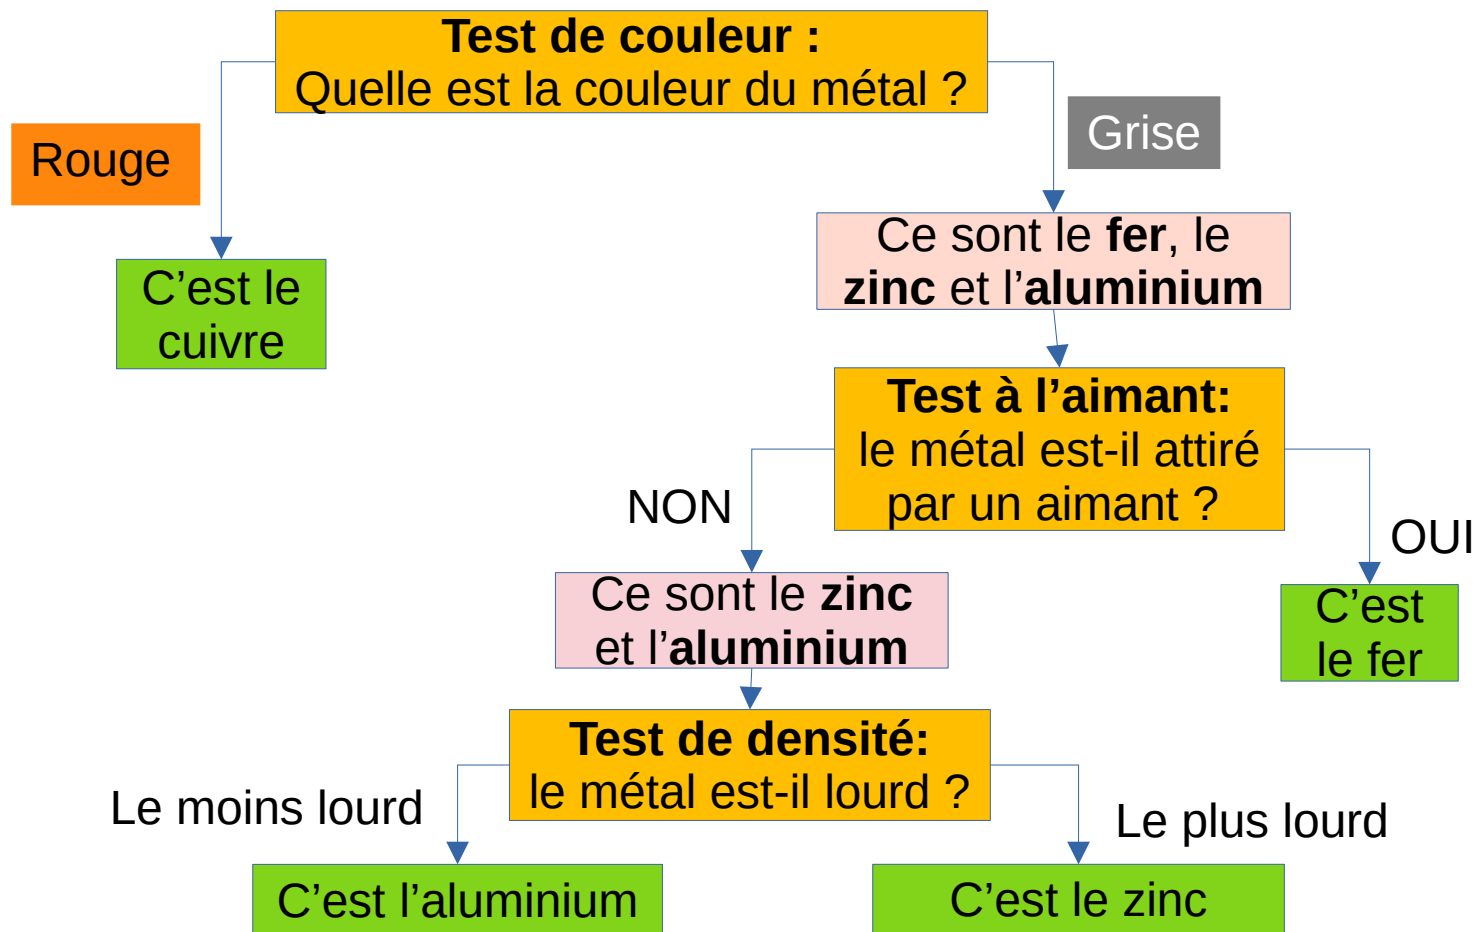 Test de couleur :
Quelle est la couleur du métal ?
Rouge
Grise
C’est le
cuivre
Ce sont le fer, le
zinc et l’aluminium
Test à l’aimant:
le métal est-il attiré
par un aimant ?
NON
OUI
Ce sont le zinc
et l’aluminium
C’est
le fer
Test de densité:
le métal est-il lourd ?
Le moins lourd
Le plus lourd
C’est l’aluminium
C’est le zinc